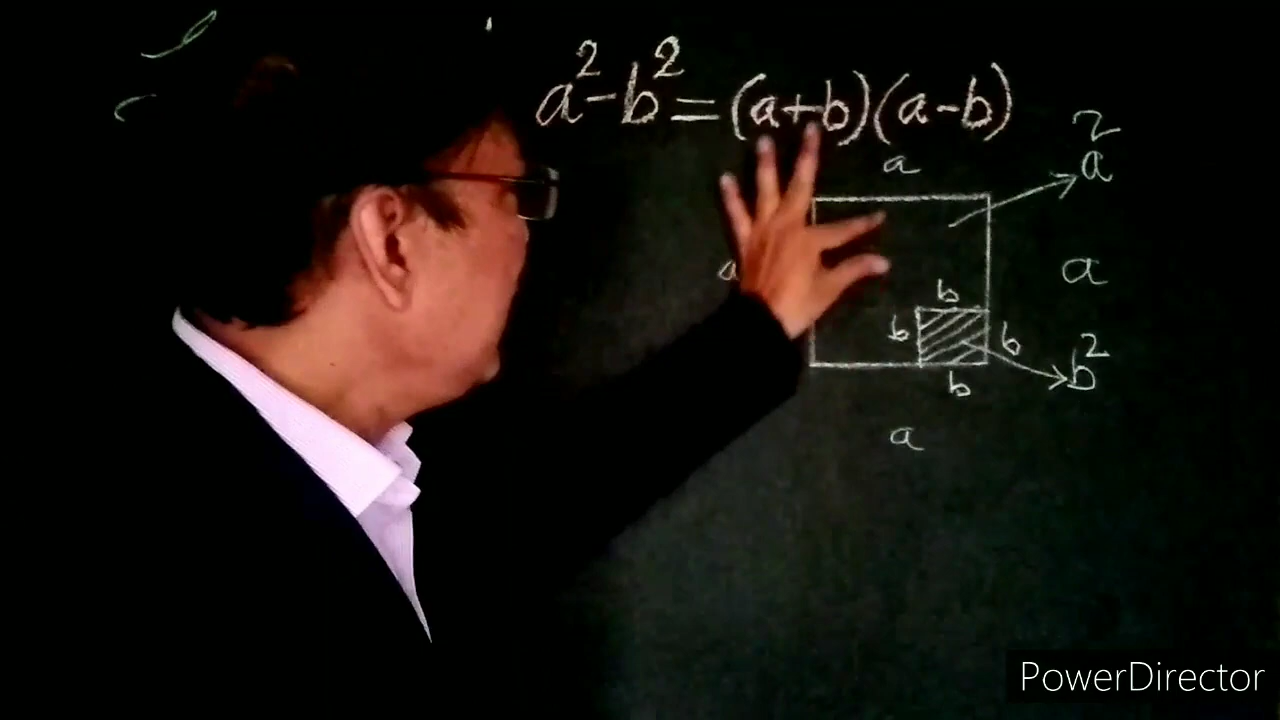 a² - b² = (a+b)(a-b)
a
a²
a
a
b
b
b
b²
b
a
PowerDirector